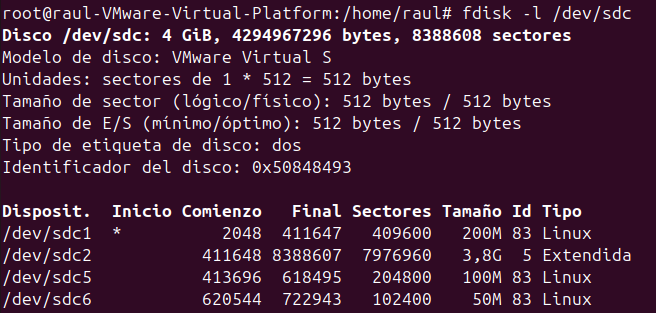 root@raul-VMware-Virtual-Platform:/home/raul# fdisk -l /dev/sdc
Disco /dev/sdc: 4 GiB, 4294967296 bytes, 8388608 sectores
Modelo de disco: VMware Virtual S
Unidades: sectores de 1 * 512 = 512 bytes
Tamaño de sector (lógico/físico): 512 bytes / 512 bytes
Tamaño de E/S (mínimo/óptimo): 512 bytes / 512 bytes
Tipo de etiqueta de disco: dos
Identificador del disco: 0x50848493

Disposit.  Inicio Comienzo   Final Sectores Tamaño Id Tipo
/dev/sdc1  *          2048  411647   409600   200M 83 Linux
/dev/sdc2           411648 8388607  7976960   3,8G  5 Extendida
/dev/sdc5           413696  618495   204800   100M 83 Linux
/dev/sdc6           620544  722943   102400    50M 83 Linux